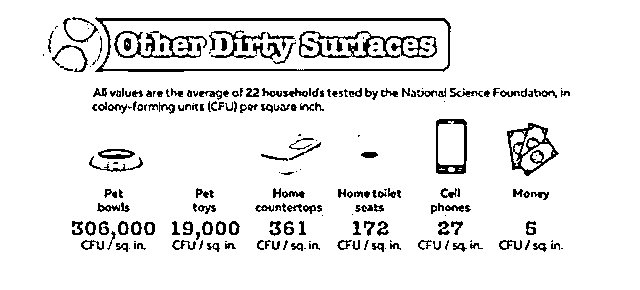 Other Dirty Surfaces
All values are the average of 22 households tested by the National Science Foundation, in
colony-forming units (CFU) per square inch.
Pet Pet Home Home toilet Cell Money
bowls toys countertops seats phones
306,000 19,000 361 172 27 5
CFU / sq. in. CFU / sq. in. CFU / sq. in. CFU / sq. in. CFU / sq. in. CFU / sq. in.